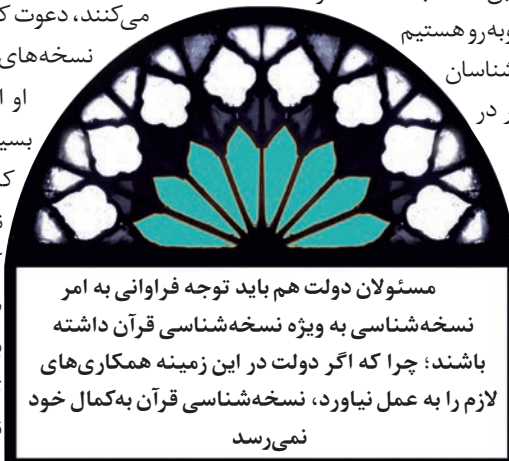 وبه‌رو هستیم
شناسان
ر در
می‌کنند، دعوت ک
نسخه‌های
او ا
بسی
ک
مسئولان دولت هم باید توجه فراوانی به امر
نسخه‌شناسی به ویژه نسخه‌شناسی قرآن داشته
باشند؛ چرا که اگر دولت در این زمینه همکاری‌های
لازم را به عمل نیاورد، نسخه‌شناسی قرآن به‌کمال خود
نمی‌رسد